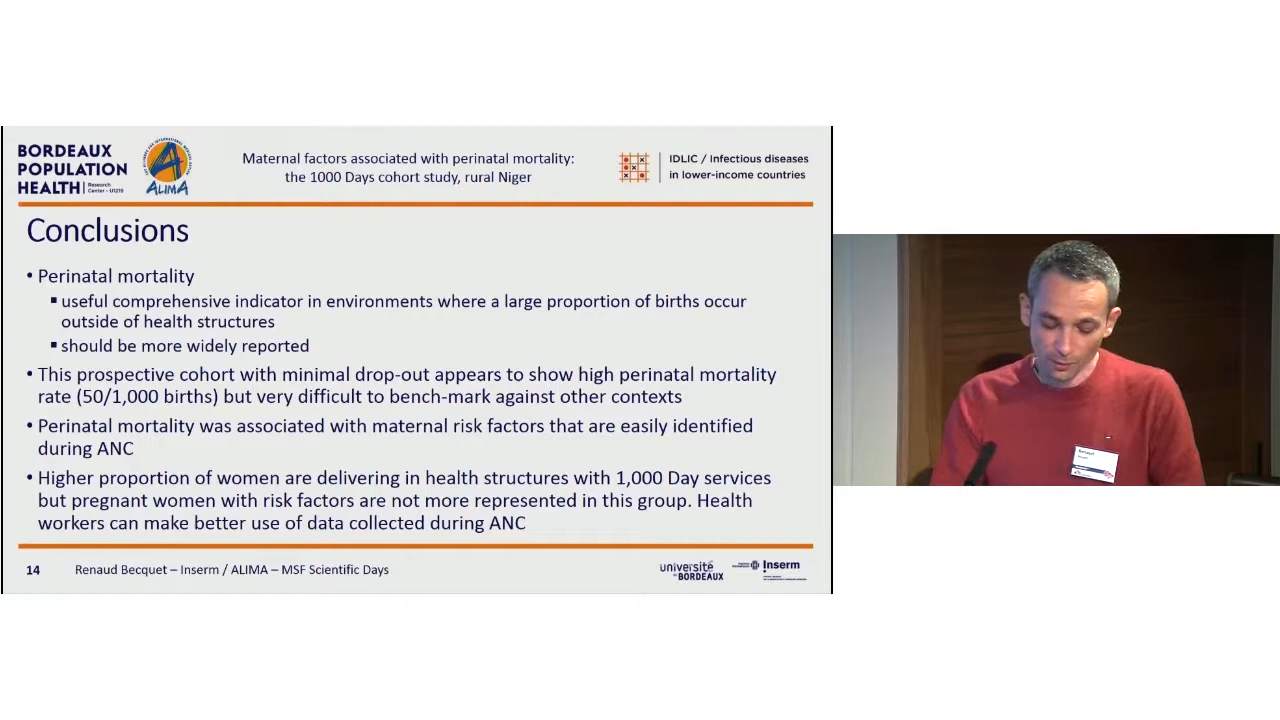 BORDEAUX
POPULATION
HEALTH
Research
Center - U1219
ALIMA
Maternal factors associated with perinatal mortality:
the 1000 Days cohort study, rural Niger
IDLIC / Infectious diseases
in lower-income countries
Conclusions
• Perinatal mortality
▪ useful comprehensive indicator in environments where a large proportion of births occur
outside of health structures
▪ should be more widely reported
• This prospective cohort with minimal drop-out appears to show high perinatal mortality
rate (50/1,000 births) but very difficult to bench-mark against other contexts
• Perinatal mortality was associated with maternal risk factors that are easily identified
during ANC
• Higher proportion of women are delivering in health structures with 1,000 Day services
but pregnant women with risk factors are not more represented in this group. Health
workers can make better use of data collected during ANC
14 Renaud Becquet – Inserm / ALIMA – MSF Scientific Days
université
de BORDEAUX
Inserm